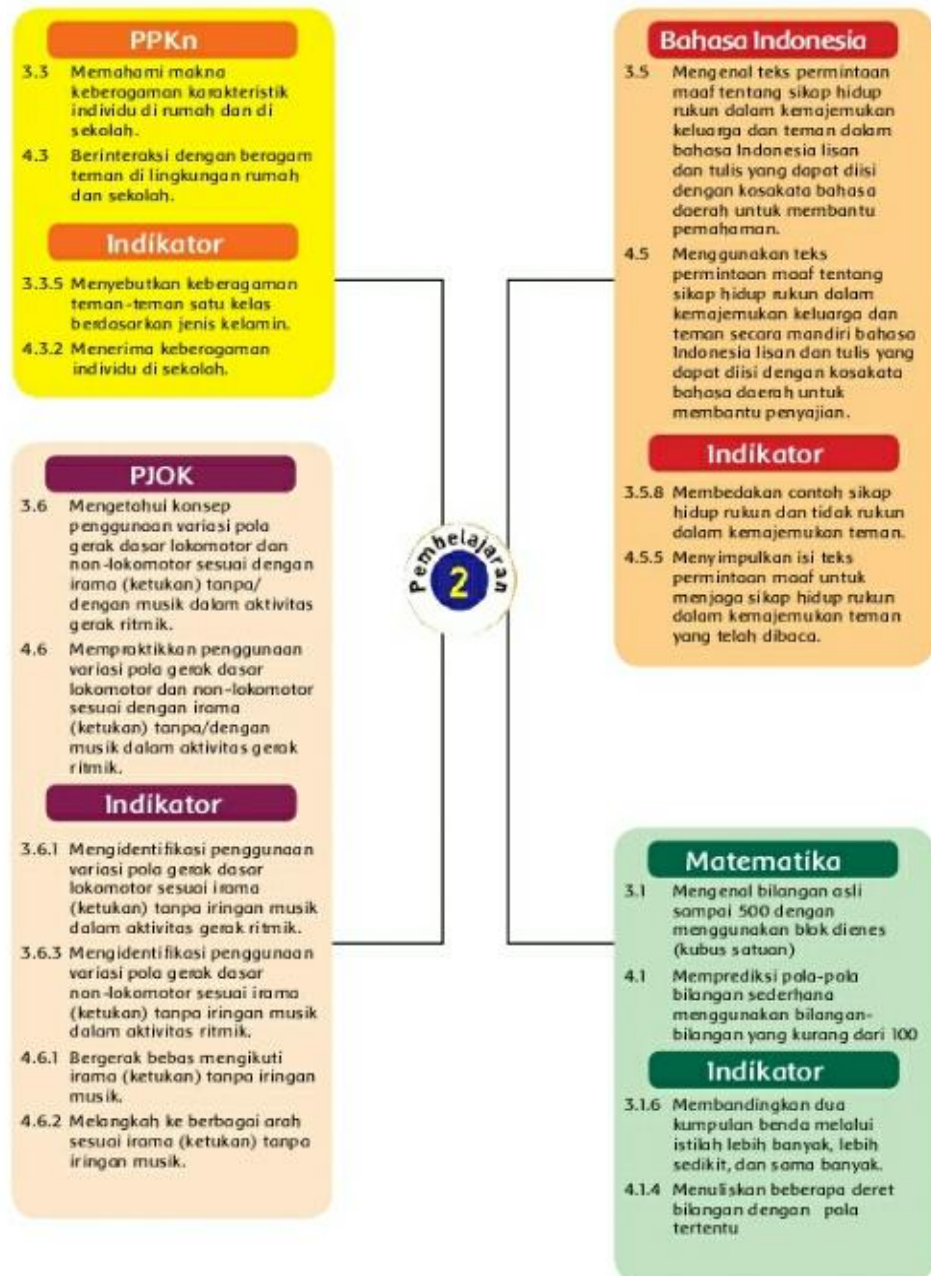 PPKn
3.3 Memahami makna
keberagaman karakteristik
individu di rumah dan di
sekolah.
4.3 Berinteraksi dengan beragam
teman di lingkungan rumah
dan sekolah.
Indikator
3.3.5 Menyebutkan keberagaman
teman-teman satu kelas
berdasarkan jenis kelamin.
4.3.2 Menerima keberagaman
individu di sekolah.
PJOK
3.6 Mengetahui konsep
penggunaan variasi pola
gerak dasar lokomotor dan
non-lokomotor sesuai dengan
irama (ketukan) tanpa/
dengan musik dalam aktivitas
gerak ritmik.
4.6 Mempraktikkan penggunaan
variasi pola gerak dasar
lokomotor dan non-lokomotor
sesuai dengan irama
(ketukan) tanpa/dengan
musik dalam aktivitas gerak
ritmik.
Indikator
3.6.1 Mengidentifikasi penggunaan
variasi pola gerak dasar
lokomotor sesuai irama
(ketukan) tanpa iringan musik
dalam aktivitas gerak ritmik.
3.6.3 Mengidentifikasi penggunaan
variasi pola gerak dasar
non-lokomotor sesuai irama
(ketukan) tanpa iringan musik
dalam aktivitas ritmik.
4.6.1 Bergerak bebas mengikuti
irama (ketukan) tanpa iringan
musik.
4.6.2 Melangkah ke berbagai arah
sesuai irama (ketukan) tanpa
iringan musik.
Pembelajaran
2
Bahasa Indonesia
3.5 Mengenal teks permintaan
maaf tentang sikap hidup
rukun dalam kemajemukan
keluarga dan teman dalam
bahasa Indonesia lisan
dan tulis yang dapat diisi
dengan kosakata bahasa
daerah untuk membantu
pemahaman.
4.5 Menggunakan teks
permintaan maaf tentang
sikap hidup rukun dalam
kemajemukan keluarga dan
teman secara mandiri bahasa
Indonesia lisan dan tulis yang
dapat diisi dengan kosakata
bahasa daerah untuk
membantu penyajian.
Indikator
3.5.8 Membedakan contoh sikap
hidup rukun dan tidak rukun
dalam kemajemukan teman.
4.5.5 Menyimpulkan isi teks
permintaan maaf untuk
menjaga sikap hidup rukun
dalam kemajemukan teman
yang telah dibaca.
Matematika
3.1 Mengenal bilangan asli
sampai 500 dengan
menggunakan blok dienes
(kubus satuan)
4.1 Memprediksi pola-pola
bilangan sederhana
menggunakan bilangan-
bilangan yang kurang dari 100
Indikator
3.1.6 Membandingkan dua
kumpulan benda melalui
istilah lebih banyak, lebih
sedikit, dan sama banyak.
4.1.4 Menuliskan beberapa deret
bilangan dengan pola
tertentu